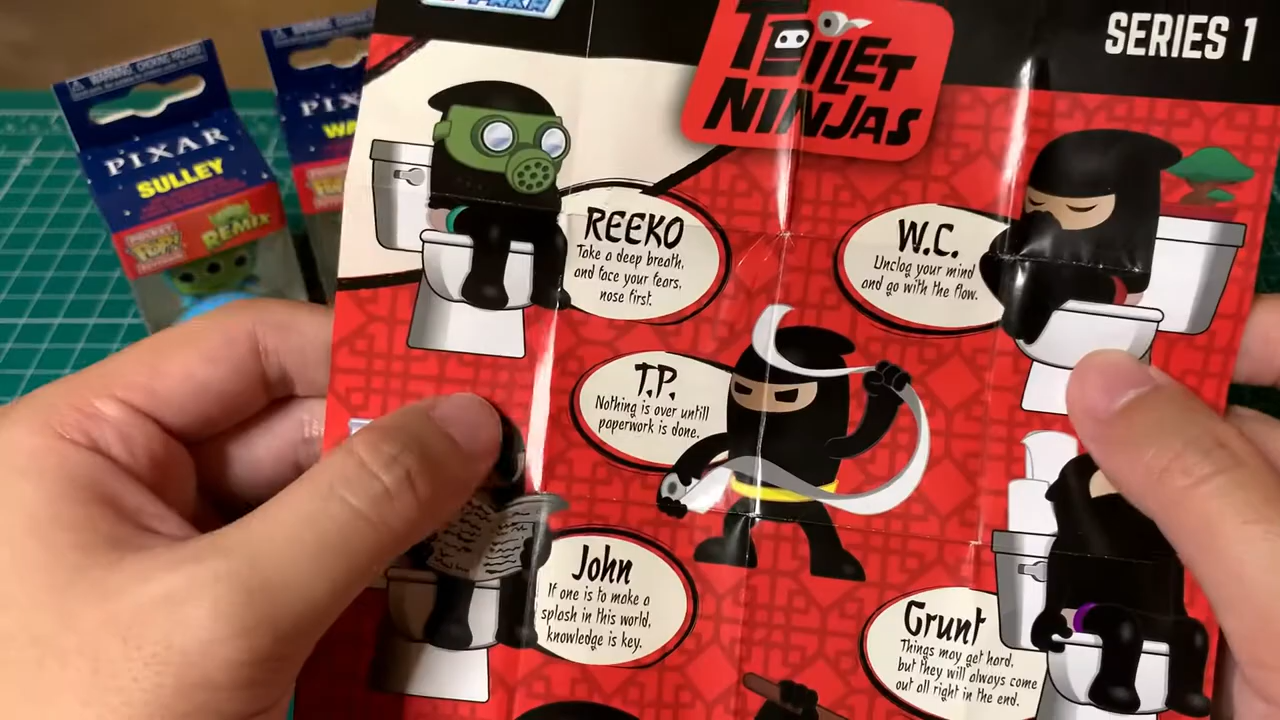 TOILET
NINJAS
SERIES 1
PIXAR
SULLEY
POCKET
POP!
REMIX
PIX
WA
REEKO
Take a deep breath,
and face your fears,
nose first.
W.C.
Unclog your mind
and go with the flow.
T.P.
Nothing is over untill
paperwork is done.
John
If one is to make a
splash in this world,
knowledge is key.
Grunt
Things may get hard,
but they will always come
out all right in the end.